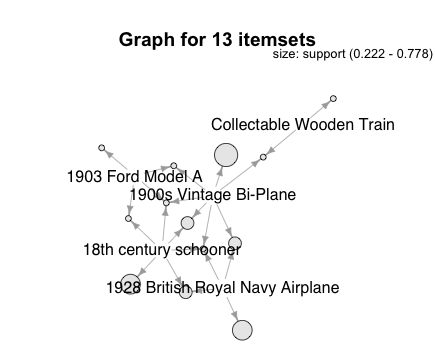 Graph for 13 itemsets
size: support (0.222 - 0.778)
Collectable Wooden Train
1903 Ford Model A
1900s Vintage Bi-Plane
18th century schooner
1928 British Royal Navy Airplane